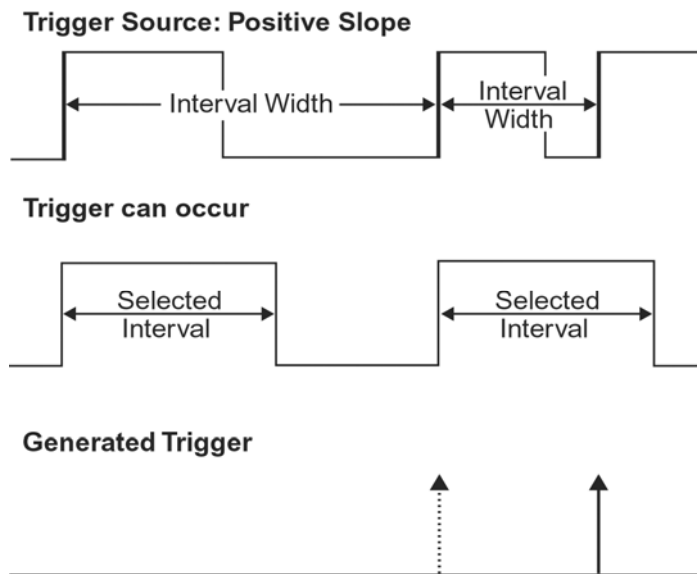 Trigger Source: Positive Slope
Interval Width
Interval
Width
Trigger can occur
Selected
Interval
Selected
Interval
Generated Trigger